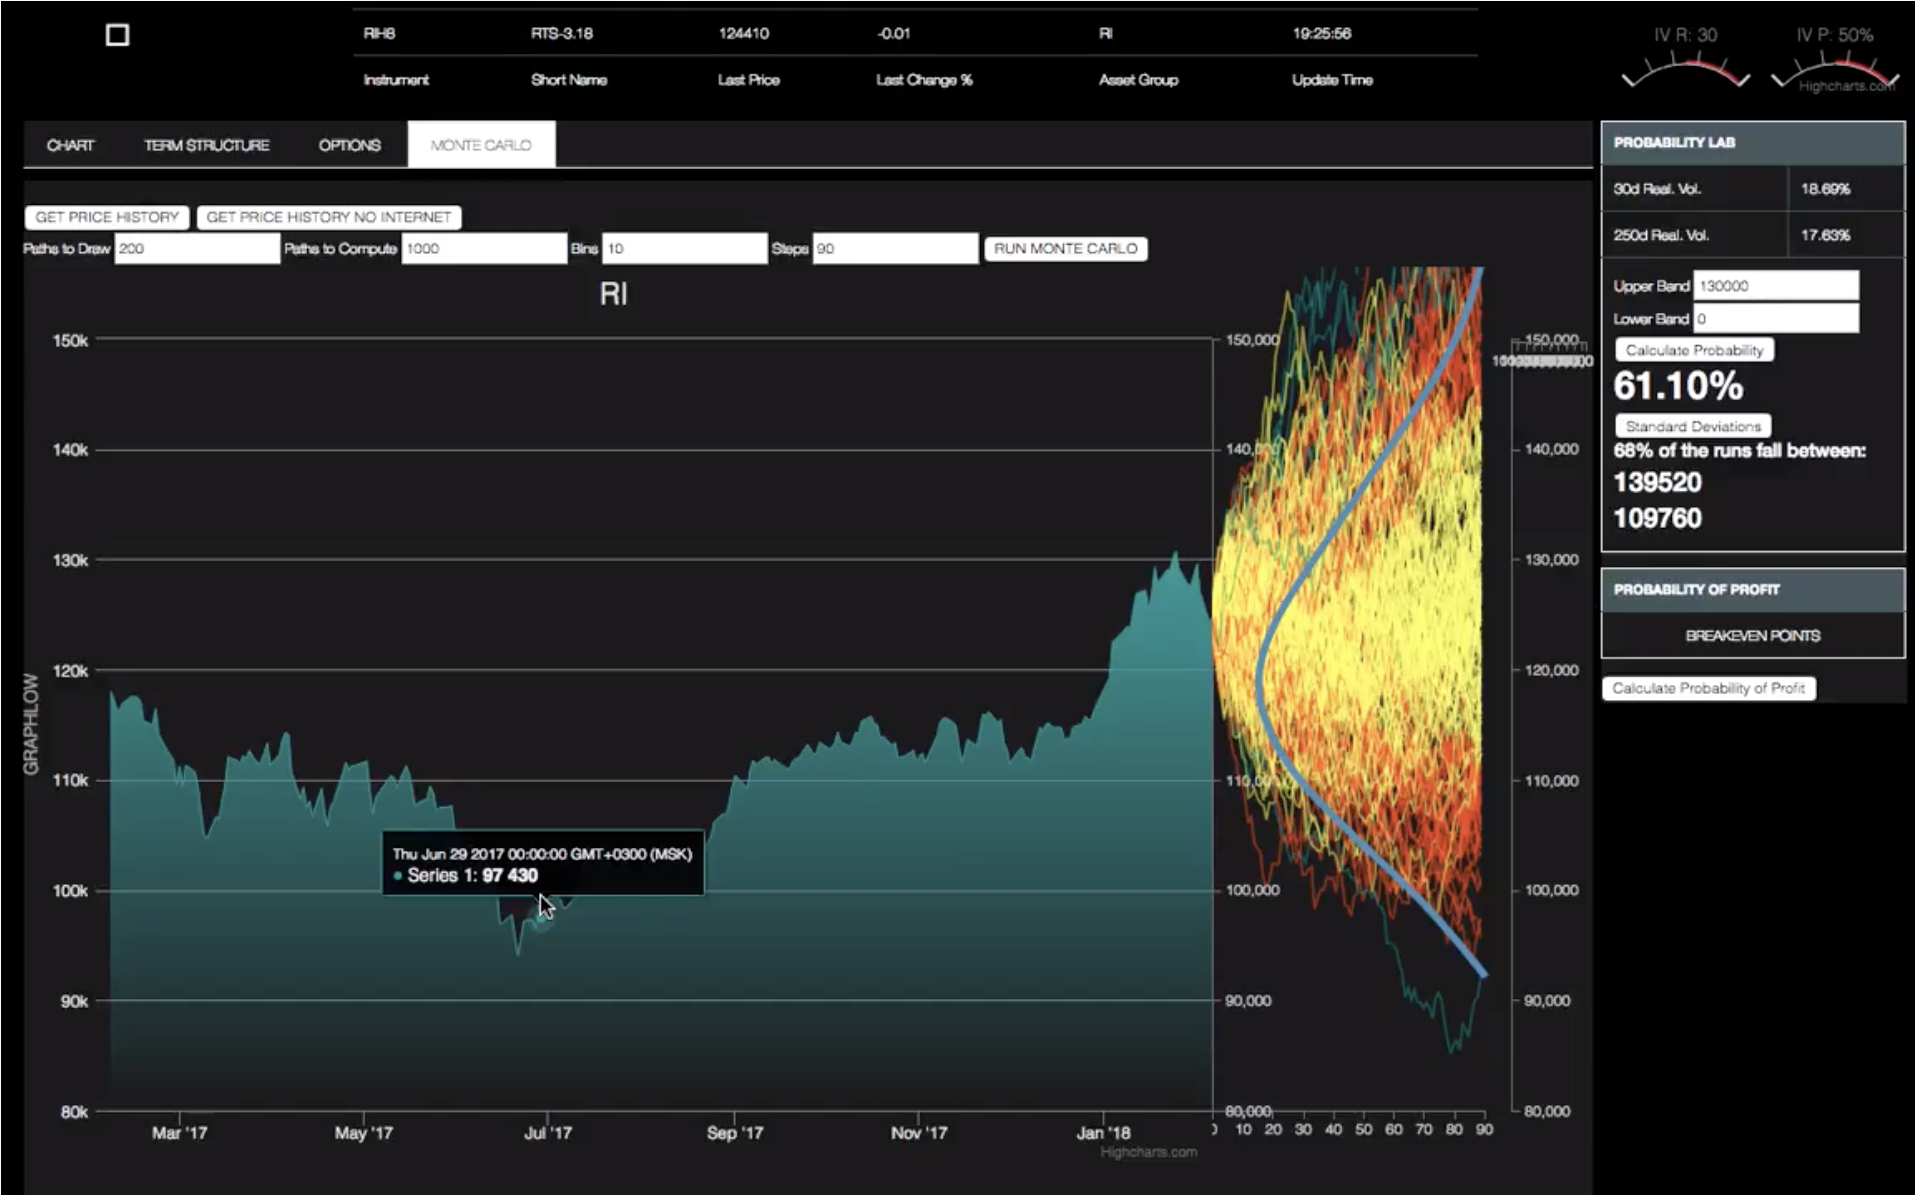 RIH8 RTS-3.18 124410 -0.01 RI 19:25:56
Instrument Short Name Last Price Last Change % Asset Group Update Time
IV R: 30 IV P: 50%
Highcharts.com
CHART TERM STRUCTURE OPTIONS MONTE CARLO
GET PRICE HISTORY GET PRICE HISTORY NO INTERNET
Paths to Draw 200 Paths to Compute 1000 Bins 10 Steps 90 RUN MONTE CARLO
RI
GRAPHLOW
150k
140k
130k
120k
110k
100k
90k
80k
Thu Jun 29 2017 00:00:00 GMT+0300 (MSK)
Series 1: 97 430
Mar '17 May '17 Jul '17 Sep '17 Nov '17 Jan '18
Highcharts.com
150,000
140,000
110,00
100,000
90,000
80,000
0 10 20 30 40 50 60 70 80 90
150,000
140,000
130,000
120,000
110,000
100,000
90,000
80,000
PROBABILITY LAB
30d Real. Vol. 18.69%
250d Real. Vol. 17.63%
Upper Band 130000
Lower Band 0
Calculate Probability
61.10%
Standard Deviations
68% of the runs fall between:
139520
109760
PROBABILITY OF PROFIT
BREAKEVEN POINTS
Calculate Probability of Profit